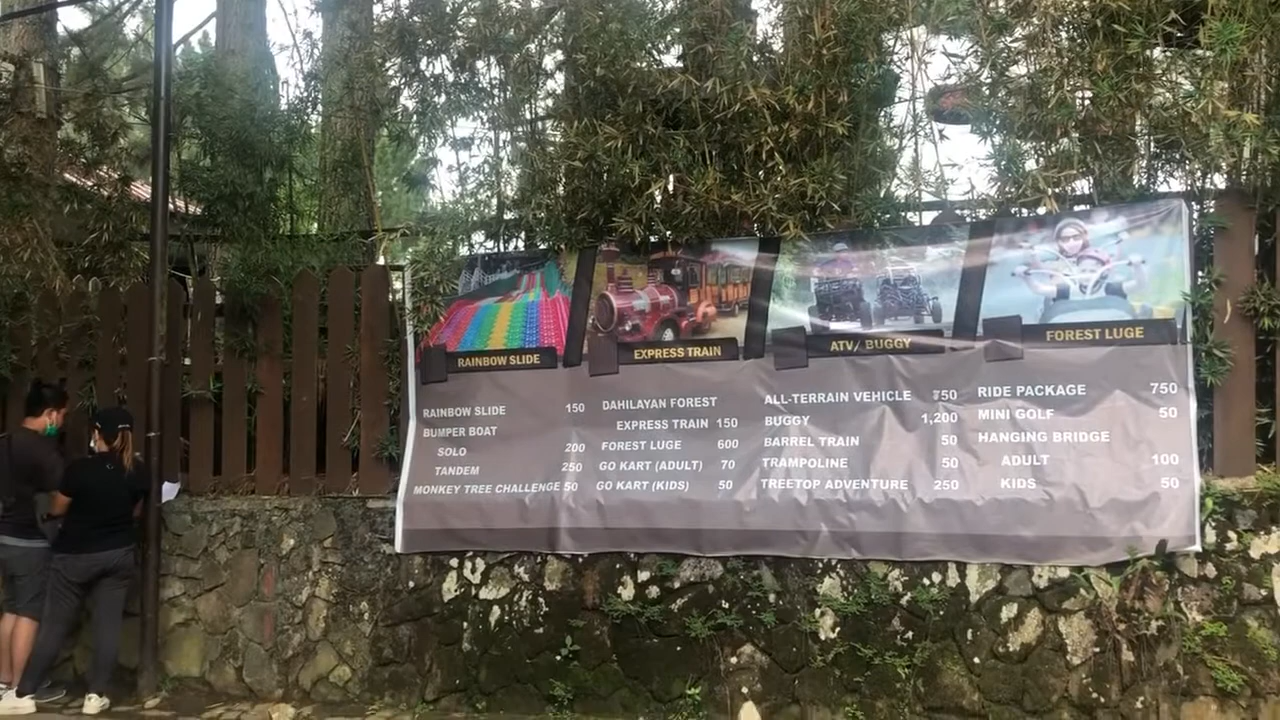 RAINBOW SLIDE
EXPRESS TRAIN
ATV/ BUGGY
FOREST LUGE
RAINBOW SLIDE 150
BUMPER BOAT
SOLO 200
TANDEM 250
MONKEY TREE CHALLENGE 50
DAHILAYAN FOREST
EXPRESS TRAIN 150
FOREST LUGE 600
GO KART (ADULT) 70
GO KART (KIDS) 50
ALL-TERRAIN VEHICLE 750
BUGGY 1,200
BARREL TRAIN 50
TRAMPOLINE 50
TREETOP ADVENTURE 250
RIDE PACKAGE 750
MINI GOLF 50
HANGING BRIDGE
ADULT 100
KIDS 50